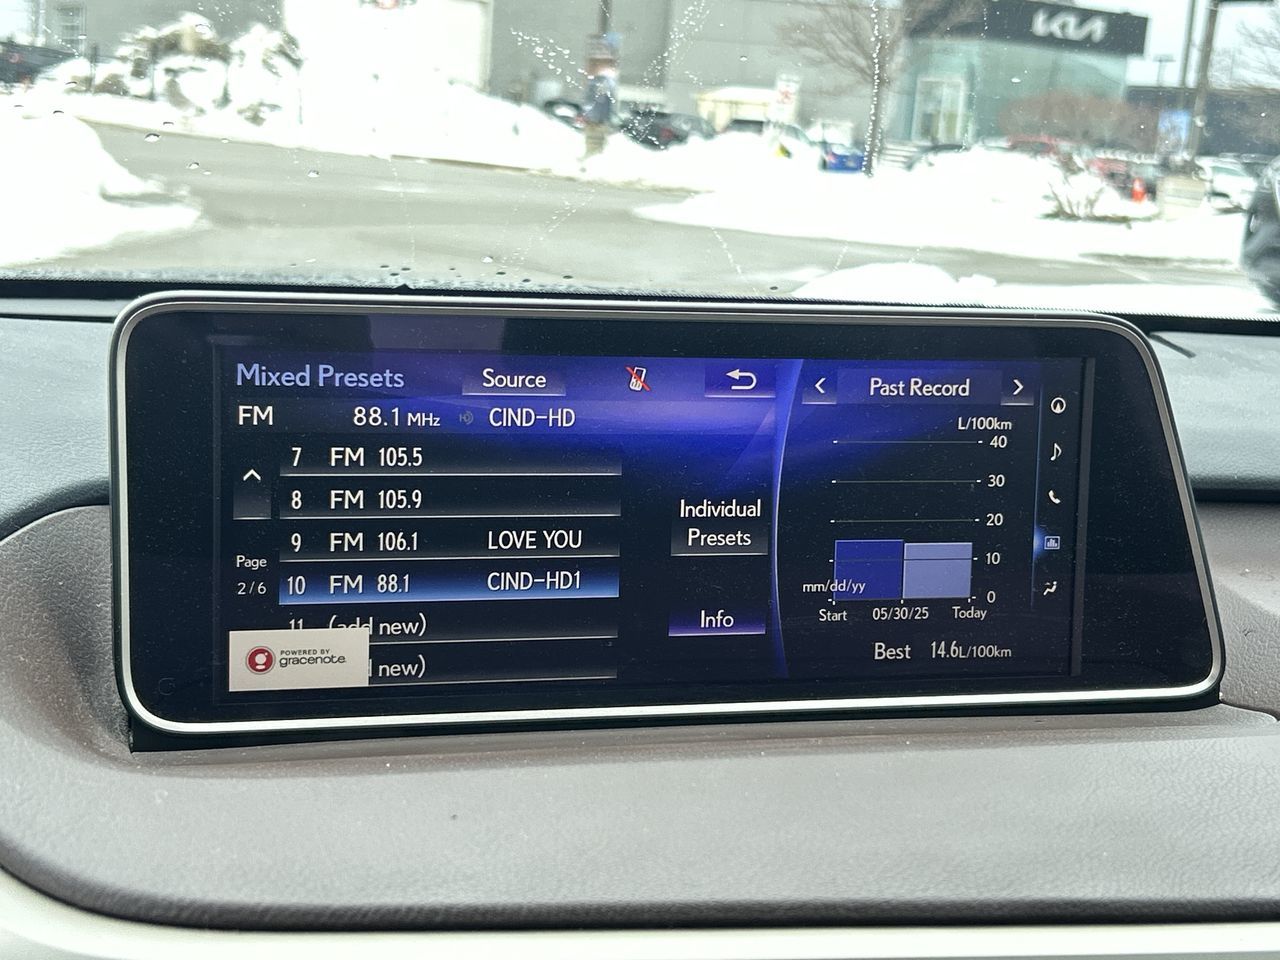 KIA
Mixed Presets
Source
FM 88.1 MHz HD CIND-HD
7 FM 105.5
8 FM 105.9
9 FM 106.1 LOVE YOU
10 FM 88.1 CIND-HD1
11 (add new)
new)
Page
2/6
POWERED BY
gracenote.
Individual
Presets
Info
Past Record
L/100km
40
30
20
10
0
mm/dd/yy
Start 05/30/25 Today
Best 14.6L/100km